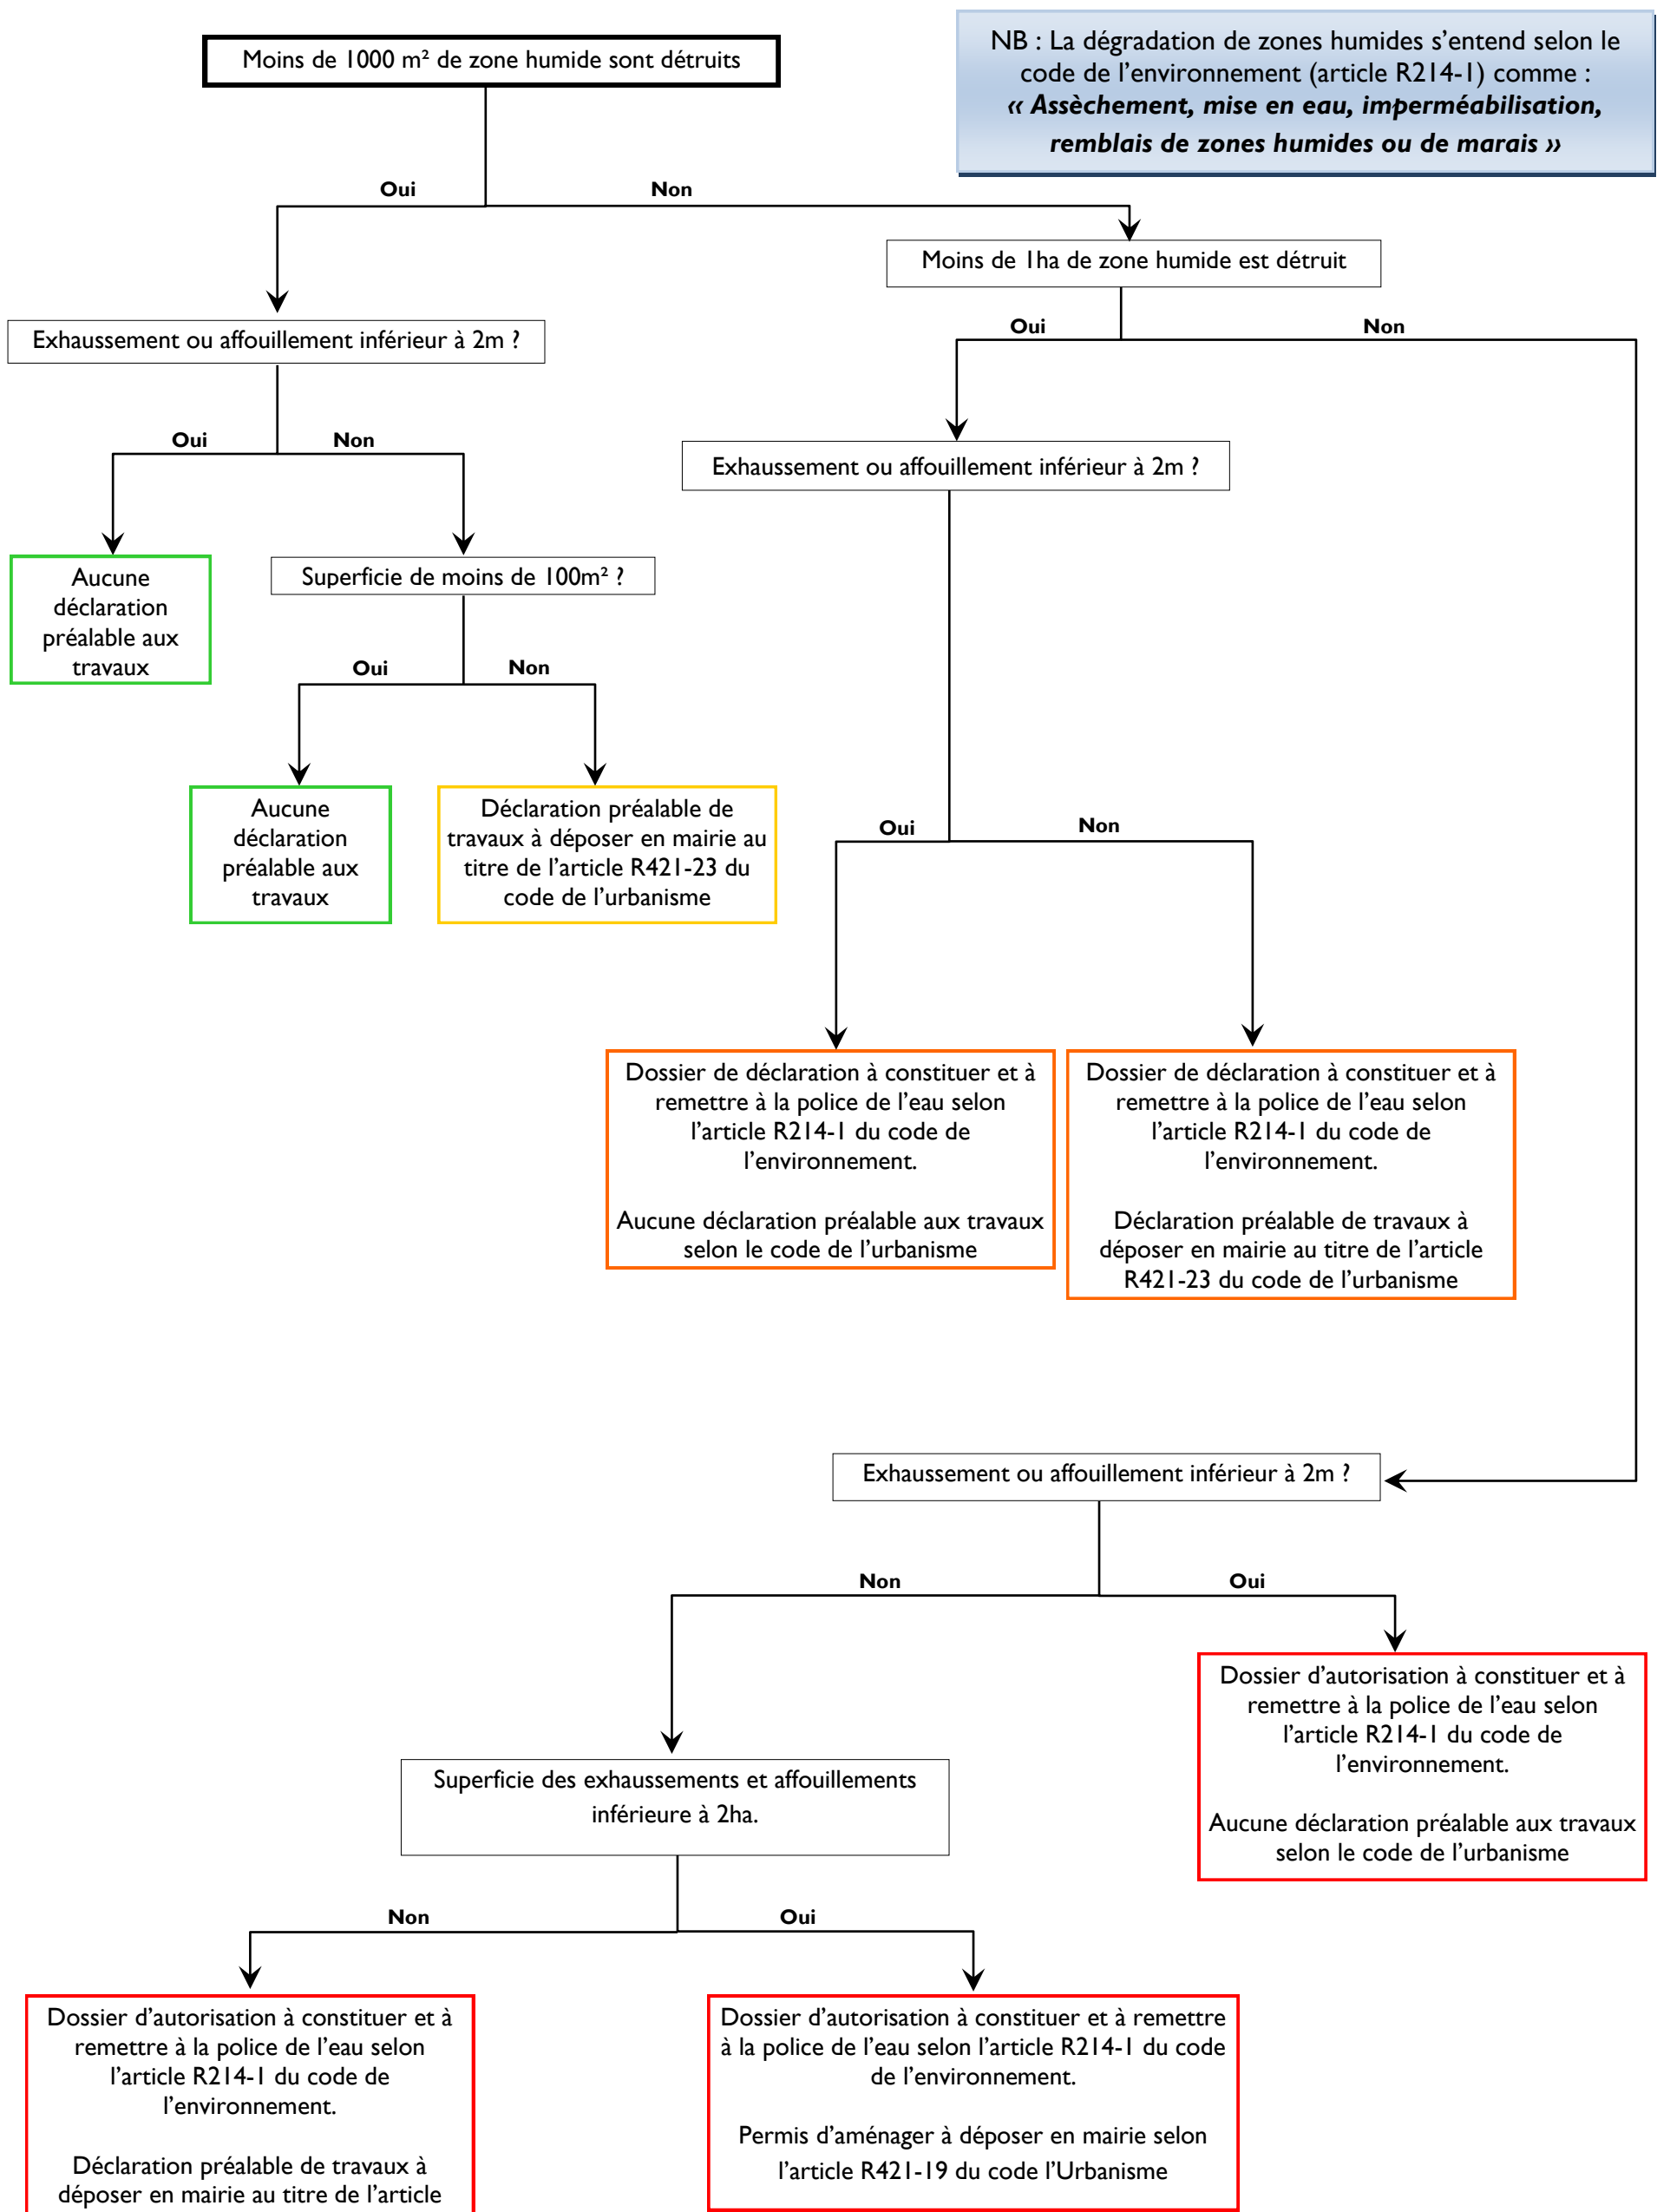 Moins de 1000 m² de zone humide sont détruits
NB : La dégradation de zones humides s’entend selon le
code de l’environnement (article R214-1) comme :
« Assèchement, mise en eau, imperméabilisation,
remblais de zones humides ou de marais »
Oui
Non
Moins de 1ha de zone humide est détruit
Exhaussement ou affouillement inférieur à 2m ?
Oui
Non
Oui
Non
Exhaussement ou affouillement inférieur à 2m ?
Aucune
déclaration
préalable aux
travaux
Superficie de moins de 100m² ?
Oui
Non
Aucune
déclaration
préalable aux
travaux
Déclaration préalable de
travaux à déposer en mairie au
titre de l’article R421-23 du
code de l’urbanisme
Oui
Non
Dossier de déclaration à constituer et à
remettre à la police de l’eau selon
l’article R214-1 du code de
l’environnement.
Aucune déclaration préalable aux travaux
selon le code de l’urbanisme
Dossier de déclaration à constituer et à
remettre à la police de l’eau selon
l’article R214-1 du code de
l’environnement.
Déclaration préalable de travaux à
déposer en mairie au titre de l’article
R421-23 du code de l’urbanisme
Exhaussement ou affouillement inférieur à 2m ?
Non
Oui
Dossier d’autorisation à constituer et à
remettre à la police de l’eau selon
l’article R214-1 du code de
l’environnement.
Aucune déclaration préalable aux travaux
selon le code de l’urbanisme
Superficie des exhaussements et affouillements
inférieure à 2ha.
Non
Oui
Dossier d’autorisation à constituer et à
remettre à la police de l’eau selon
l’article R214-1 du code de
l’environnement.
Déclaration préalable de travaux à
déposer en mairie au titre de l’article
Dossier d’autorisation à constituer et à remettre
à la police de l’eau selon l’article R214-1 du code
de l’environnement.
Permis d’aménager à déposer en mairie selon
l’article R421-19 du code l’Urbanisme